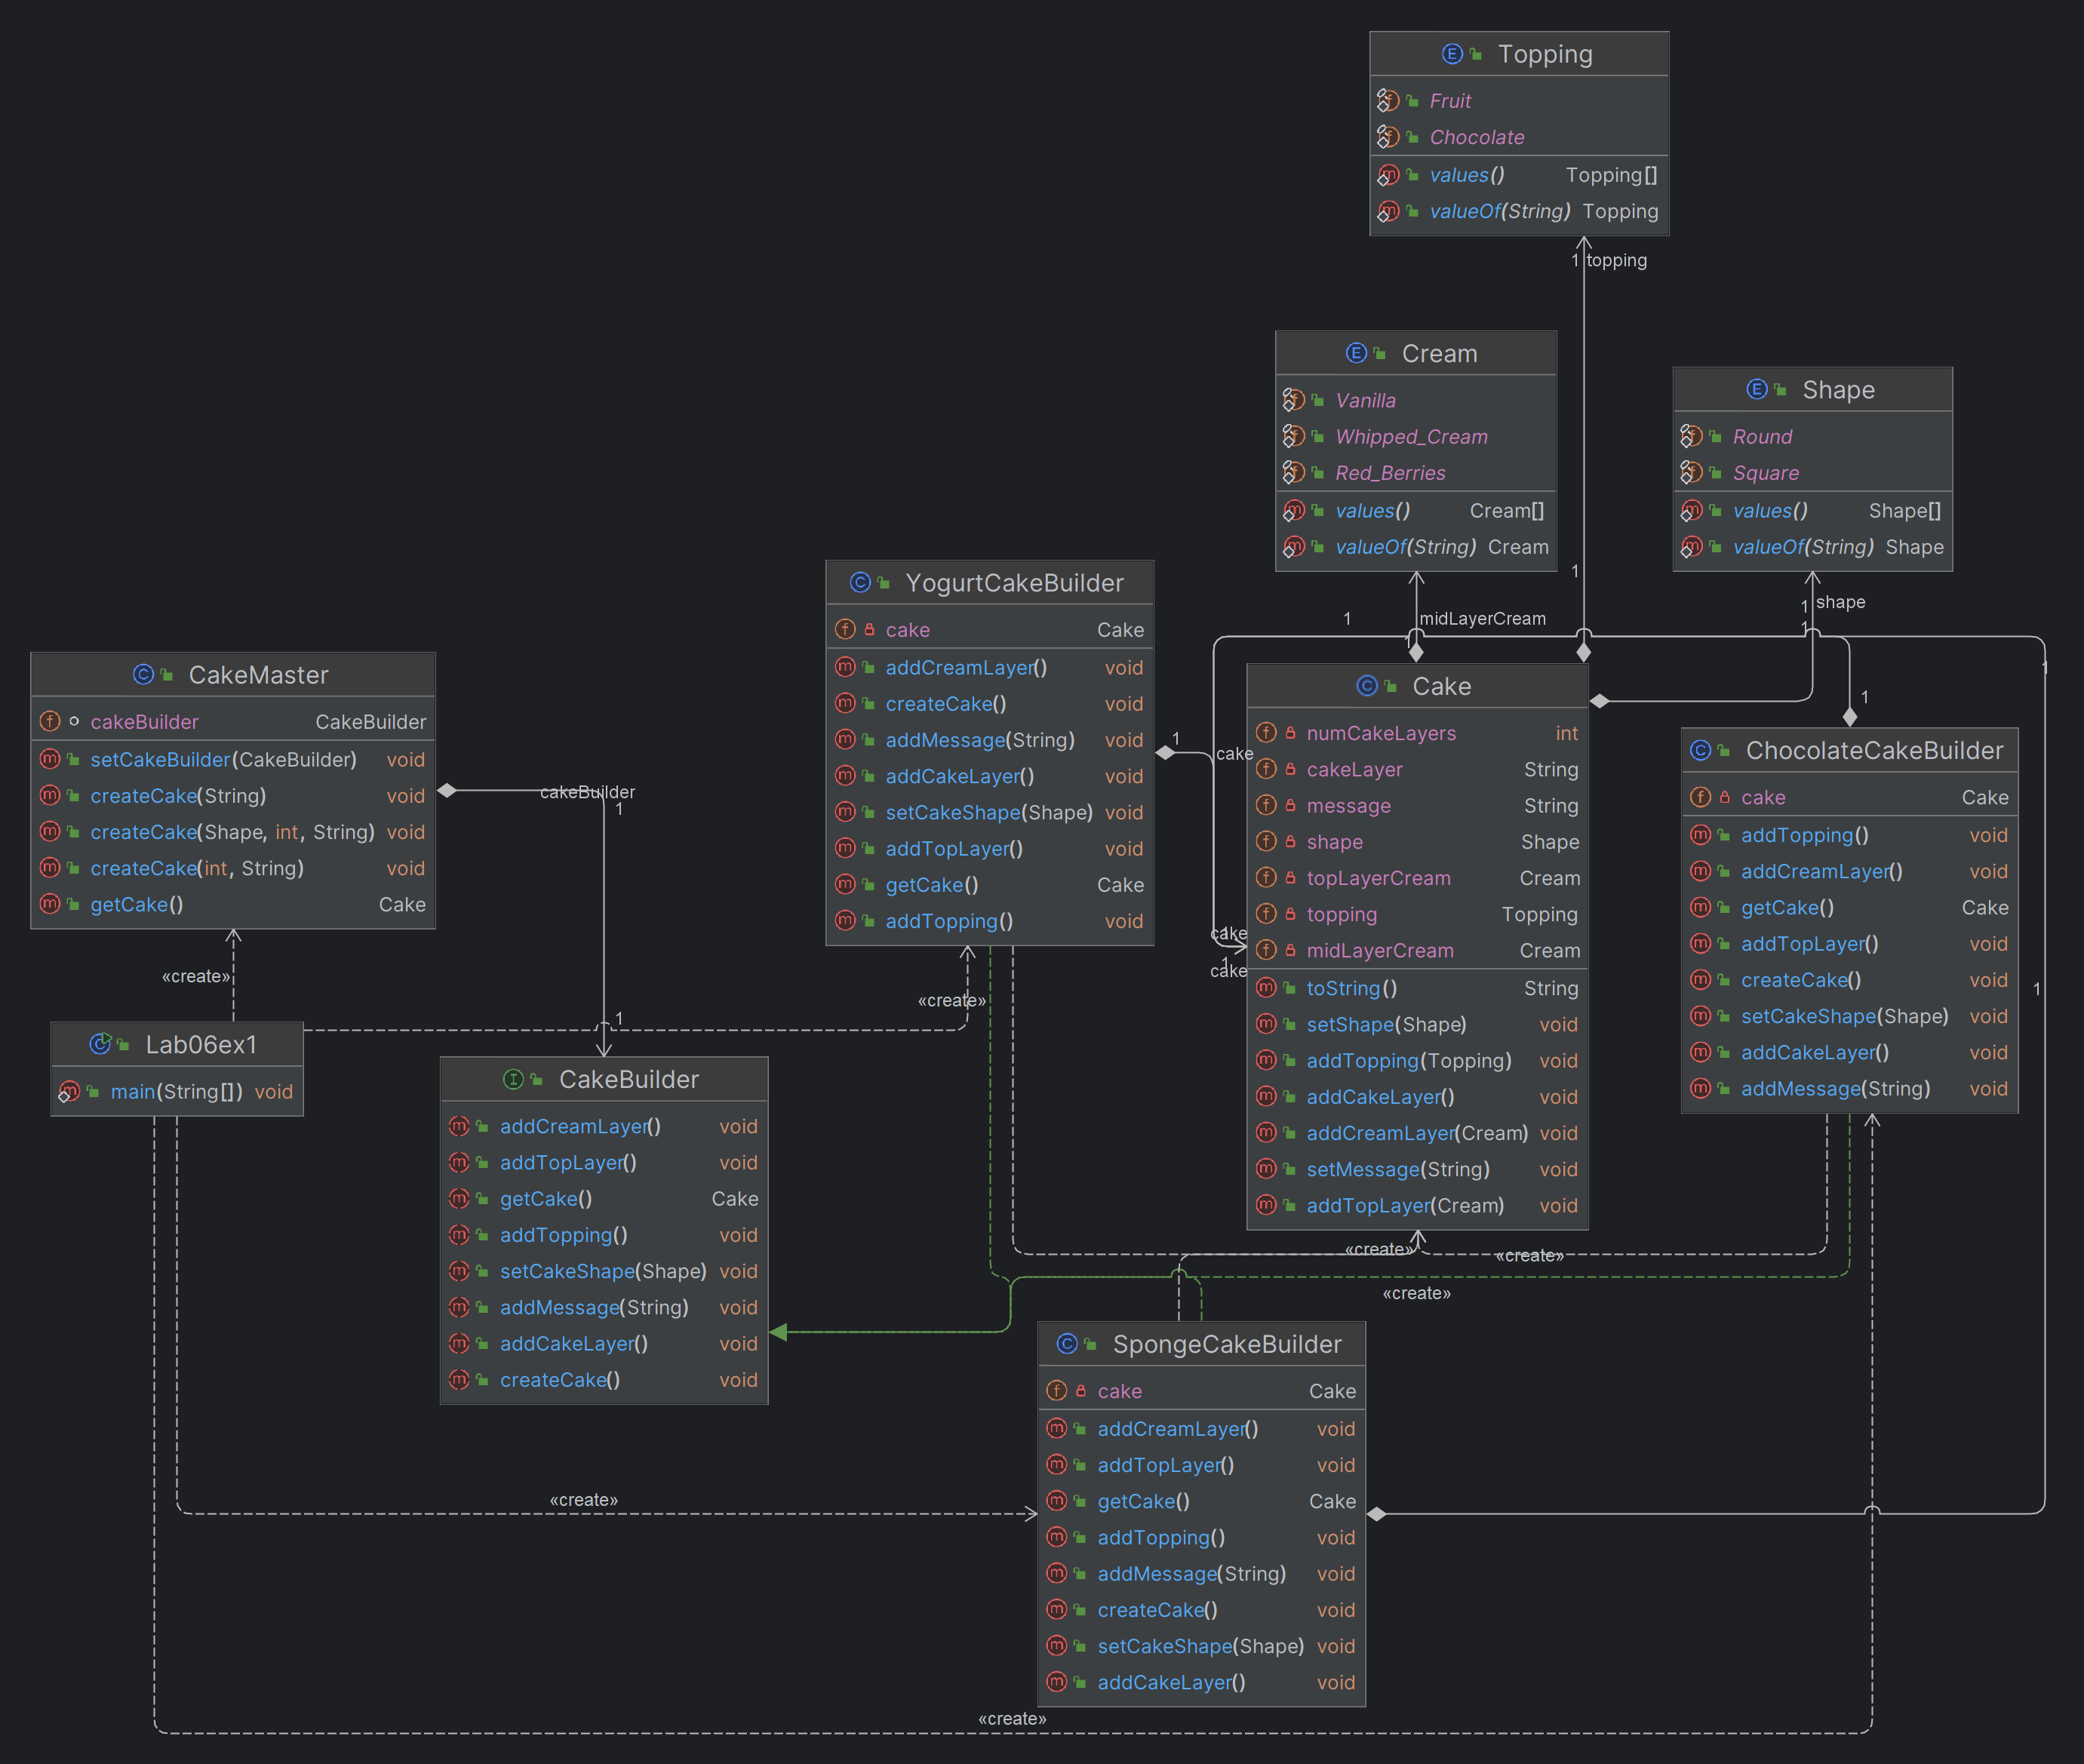 Topping
Fruit
Chocolate
values() Topping[]
valueOf(String) Topping
1 topping
Cream
Vanilla
Whipped_Cream
Red_Berries
values() Cream[]
valueOf(String) Cream
Shape
Round
Square
values() Shape[]
valueOf(String) Shape
1
1 midLayerCream
1
1 shape
1
1
1
CakeMaster
cakeBuilder CakeBuilder
setCakeBuilder(CakeBuilder) void
createCake(String) void
createCake(Shape, int, String) void
createCake(int, String) void
getCake() Cake
cakeBuilder
1
1
YogurtCakeBuilder
cake Cake
addCreamLayer() void
createCake() void
addMessage(String) void
addCakeLayer() void
setCakeShape(Shape) void
addTopLayer() void
getCake() Cake
addTopping() void
1
cake
cake
1
1
cake
Cake
numCakeLayers int
cakeLayer String
message String
shape Shape
topLayerCream Cream
topping Topping
midLayerCream Cream
toString() String
setShape(Shape) void
addTopping(Topping) void
addCakeLayer() void
addCreamLayer(Cream) void
setMessage(String) void
addTopLayer(Cream) void
ChocolateCakeBuilder
cake Cake
addTopping() void
addCreamLayer() void
getCake() Cake
addTopLayer() void
createCake() void
setCakeShape(Shape) void
addCakeLayer() void
addMessage(String) void
1
«create»
«create»
Lab06ex1
main(String[]) void
CakeBuilder
addCreamLayer() void
addTopLayer() void
getCake() Cake
addTopping() void
setCakeShape(Shape) void
addMessage(String) void
addCakeLayer() void
createCake() void
«create»
«create»
«create»
SpongeCakeBuilder
cake Cake
addCreamLayer() void
addTopLayer() void
getCake() Cake
addTopping() void
addMessage(String) void
createCake() void
setCakeShape(Shape) void
addCakeLayer() void
«create»
«create»